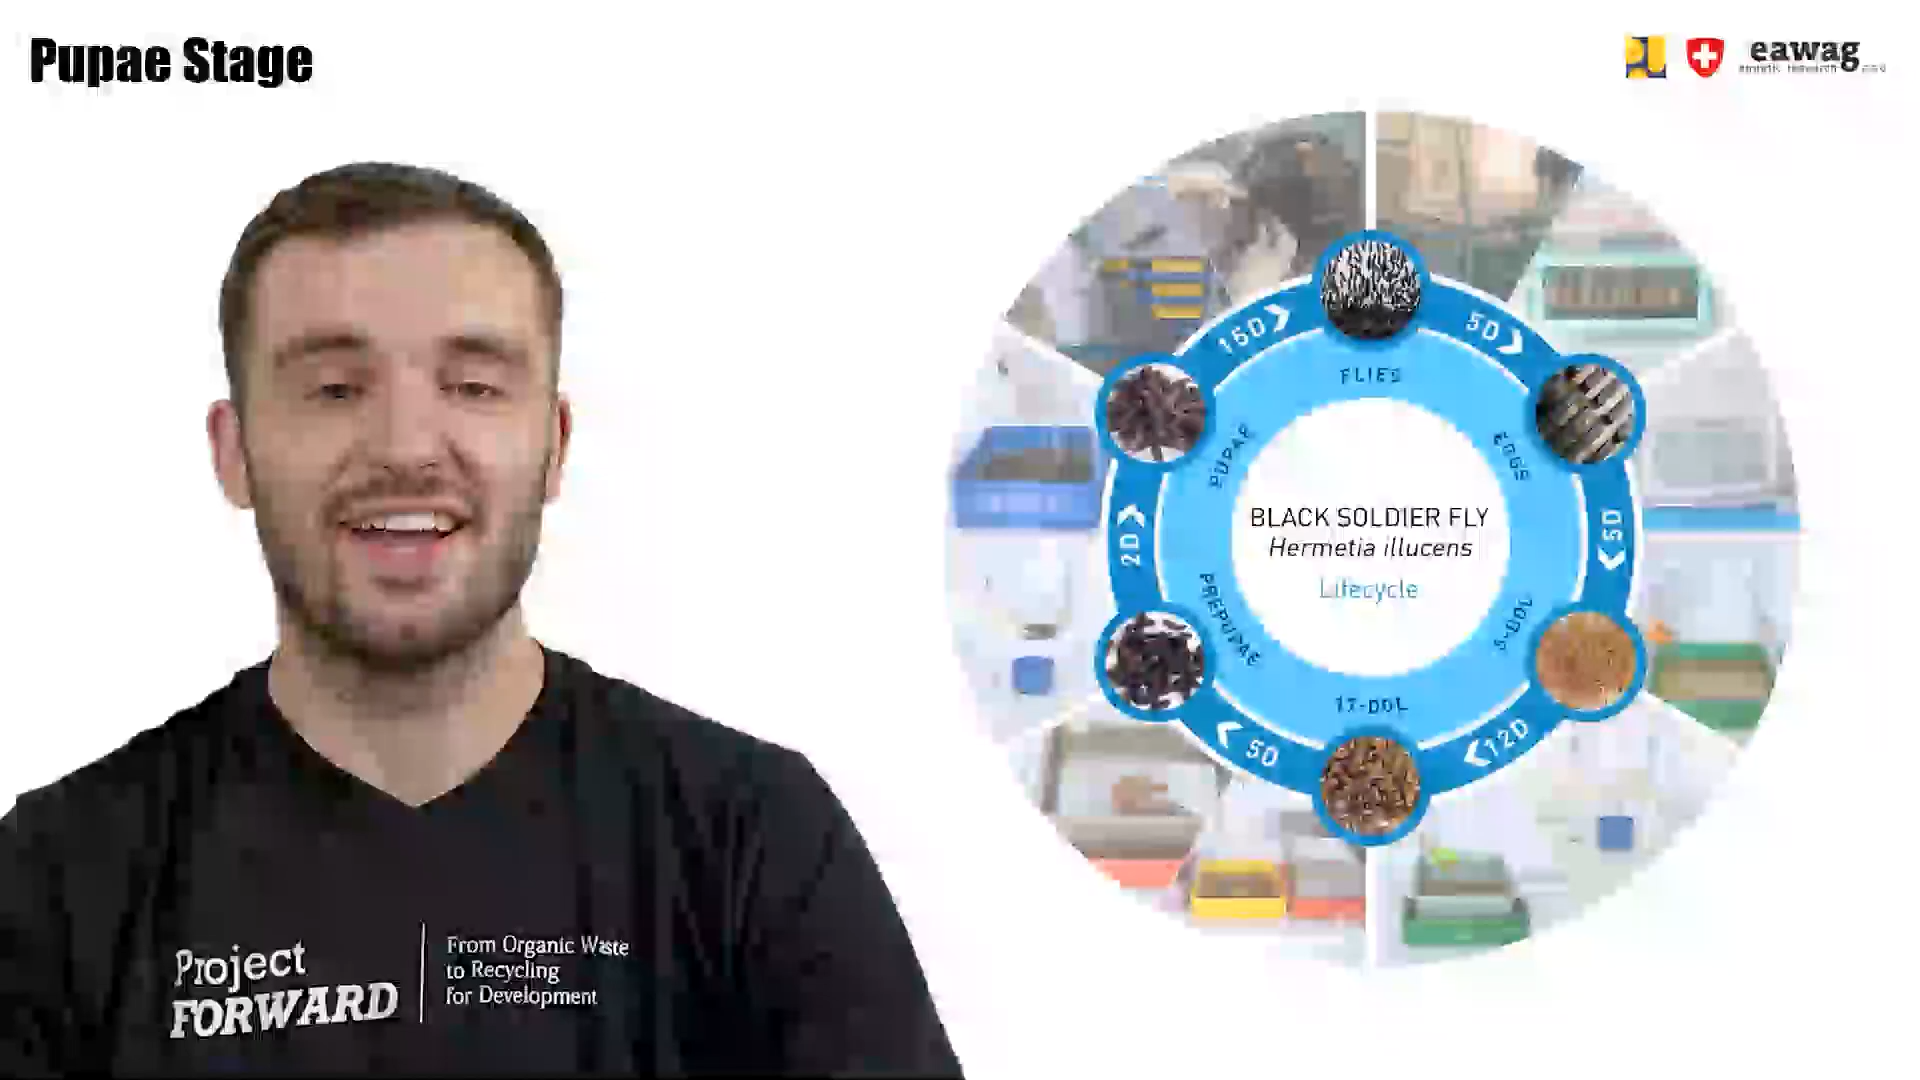 Pupae Stage
eawag
15D
5D
FLIES
PUPAE
EGGS
BLACK SOLDIER FLY
Hermetia illucens
Lifecycle
2D
5D
PREPUPAE
5-DOL
17-DOL
5D
12D
Project
FORWARD
From Organic Waste
to Recycling
for Development